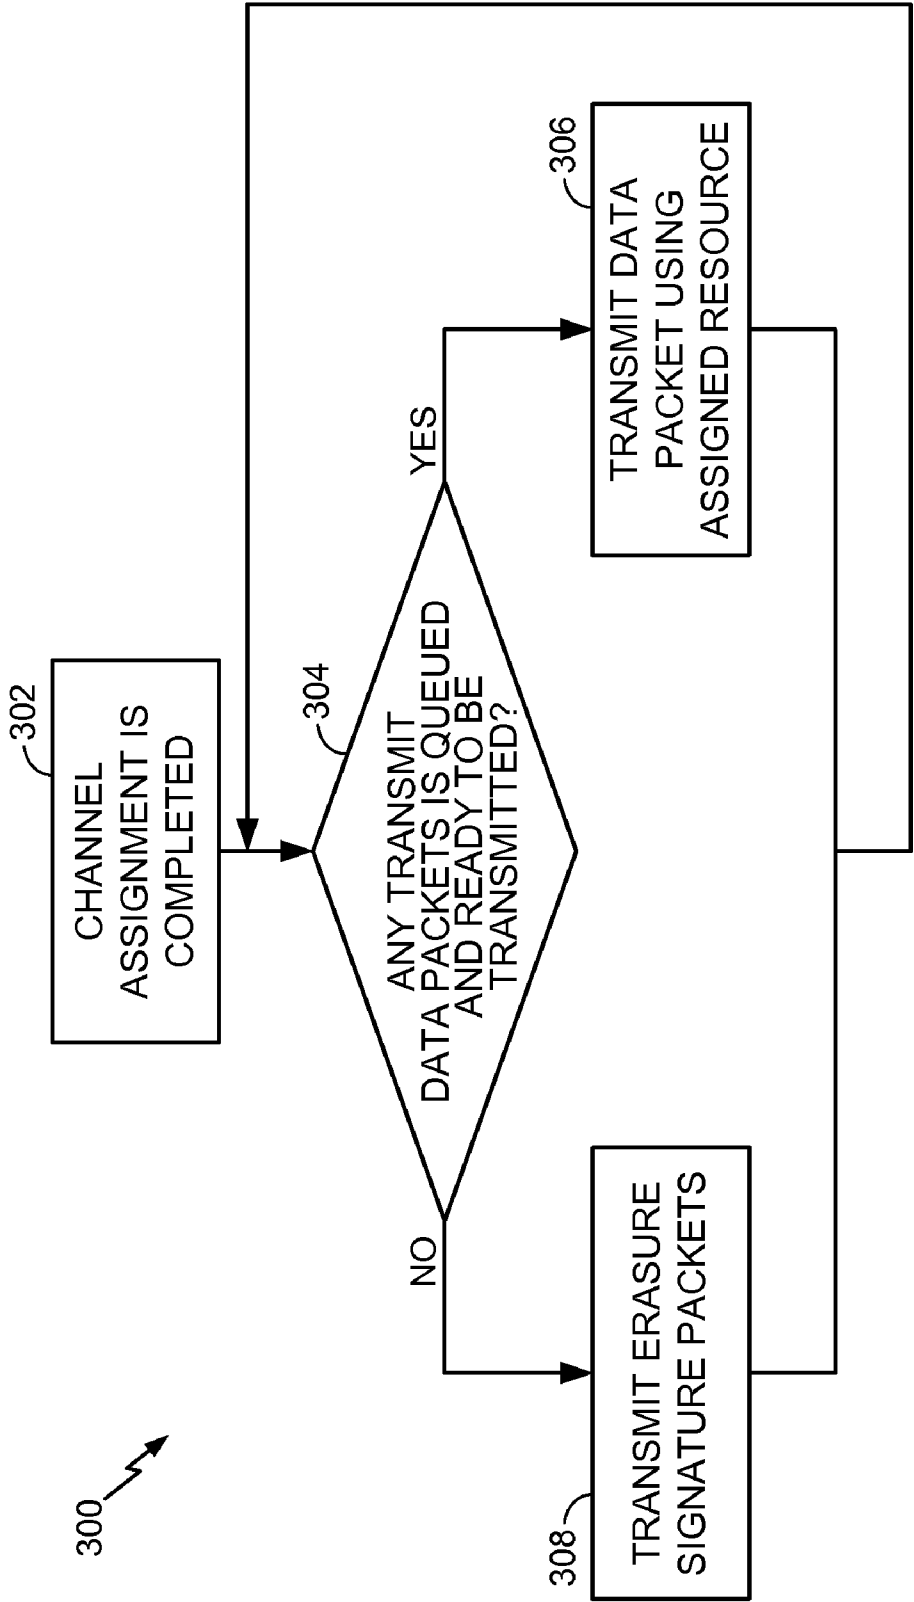 300
302
CHANNEL
ASSIGNMENT IS
COMPLETED
304
ANY TRANSMIT
DATA PACKETS IS QUEUED
AND READY TO BE
TRANSMITTED?
NO
YES
308
TRANSMIT ERASURE
SIGNATURE PACKETS
306
TRANSMIT DATA
PACKET USING
ASSIGNED RESOURCE